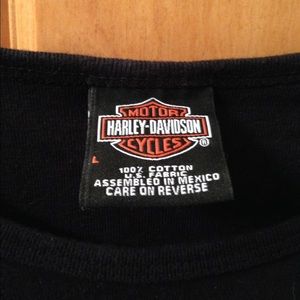 MOTOR
HARLEY-DAVIDSON
CYCLES
®
L
100% COTTON
U.S. FABRIC
ASSEMBLED IN MEXICO
CARE ON REVERSE